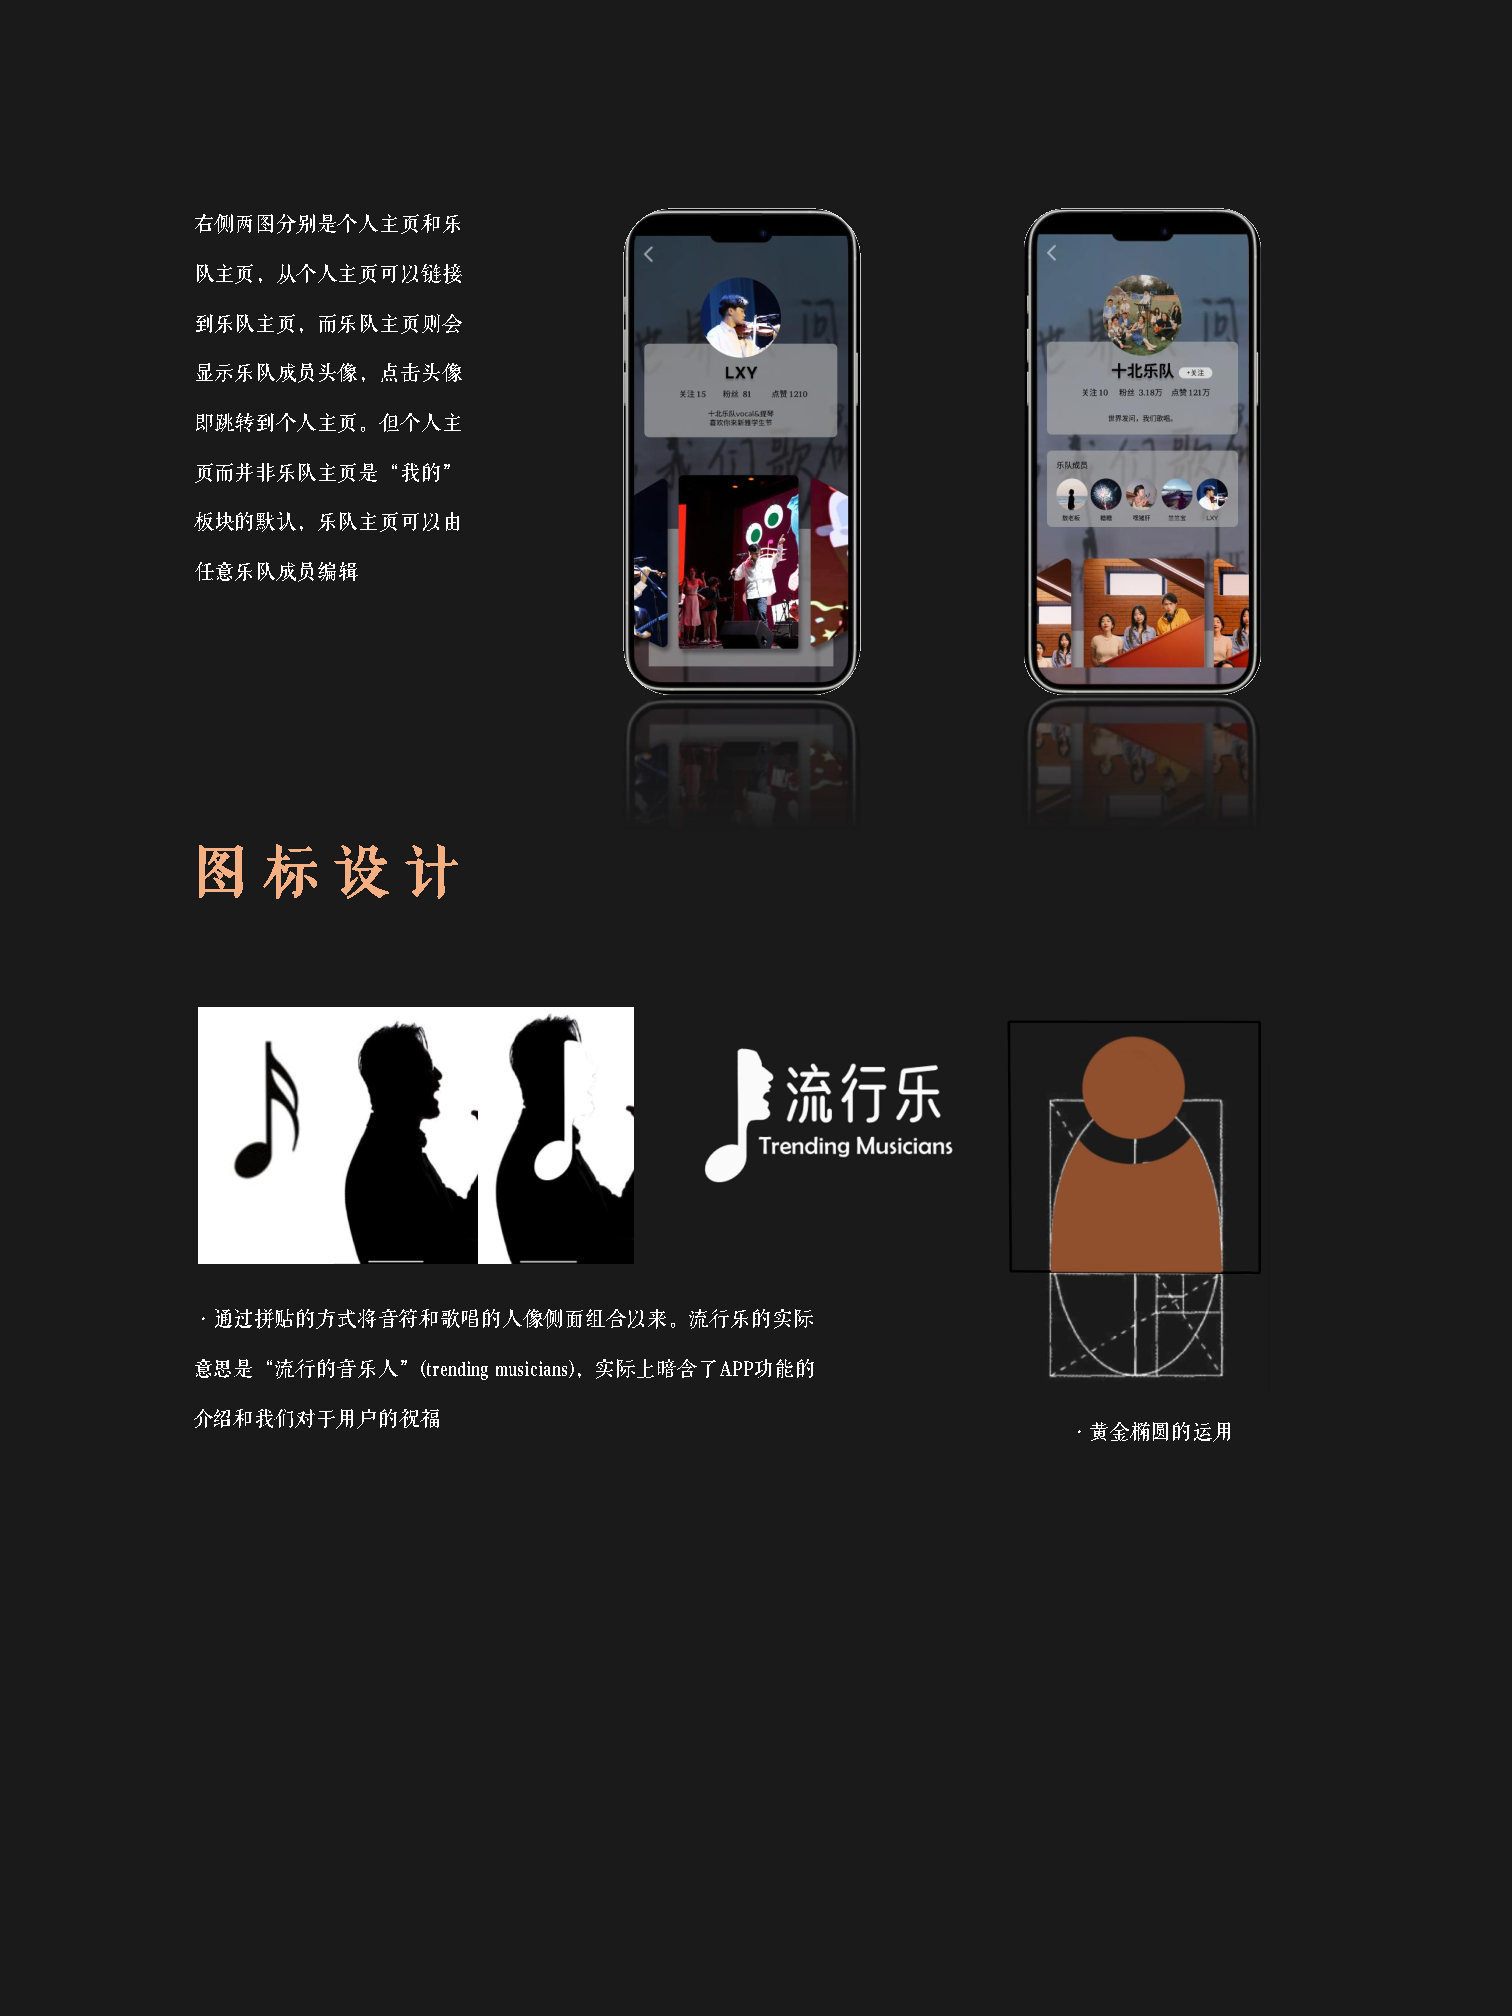 右侧两图分别是个人主页和乐
队主页，从个人主页可以链接
到乐队主页，而乐队主页则会
显示乐队成员头像，点击头像
即跳转到个人主页。但个人主
页而并非乐队主页是“我的”
板块的默认，乐队主页可以由
任意乐队成员编辑
LXY
关注 15 粉丝 81 点赞 1210
十北乐队vocal&提琴
喜欢你来新雅学生节
十北乐队 +关注
关注 10 粉丝 3.18万 点赞 121万
世界发问，我们歌唱。
乐队成员
糖糖 嘿猪肝 兰兰宝 LXY
图标设计
流行乐
Trending Musicians
· 通过拼贴的方式将音符和歌唱的人像侧面组合以来。流行乐的实际
意思是“流行的音乐人”(trending musicians)，实际上暗含了APP功能的
介绍和我们对于用户的祝福
· 黄金椭圆的运用